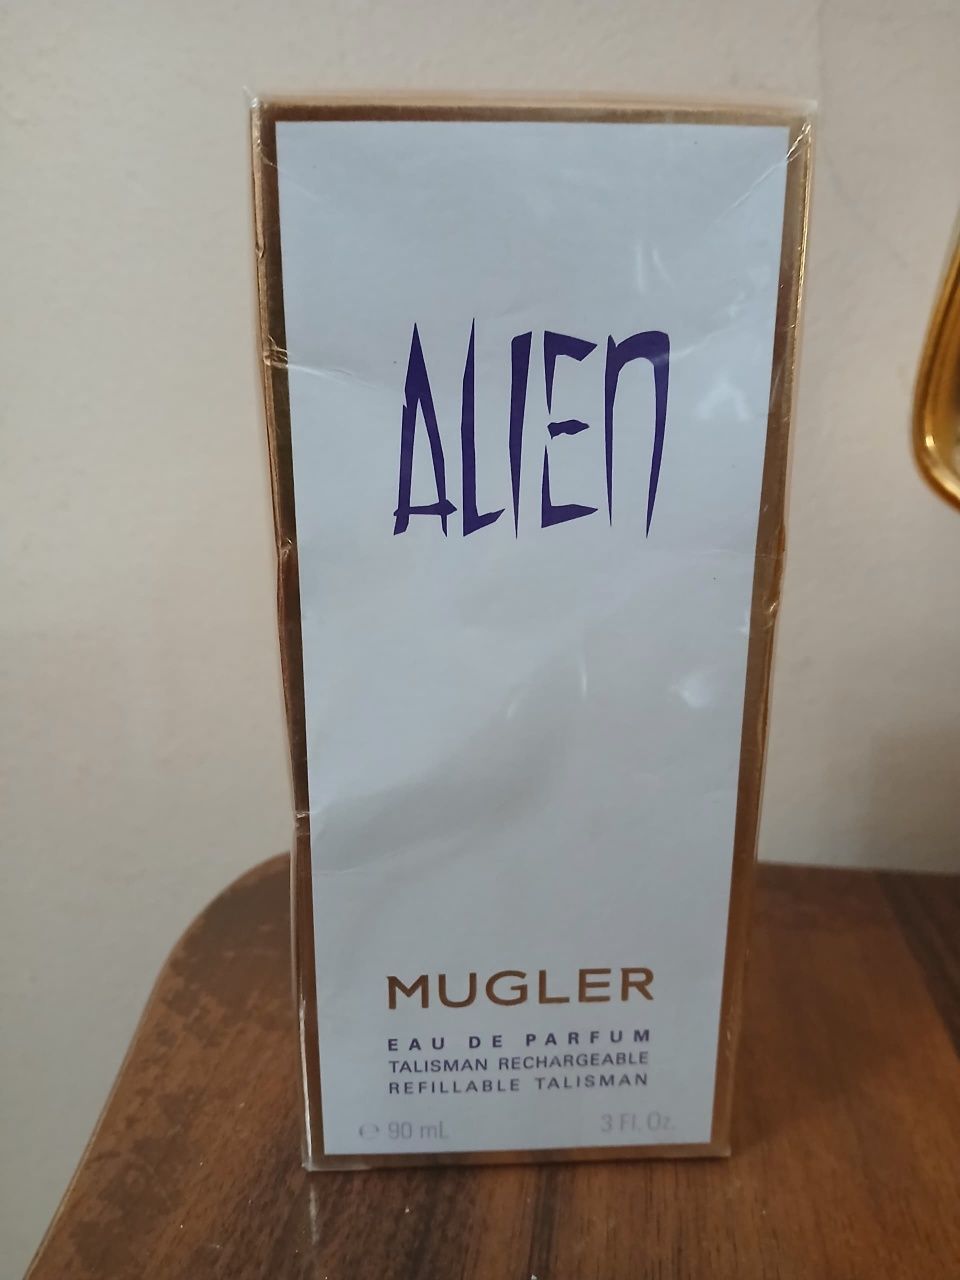 ALIEN
MUGLER
EAU DE PARFUM
TALISMAN RECHARGEABLE
REFILLABLE TALISMAN
℮ 90 mL 3 Fl. Oz.